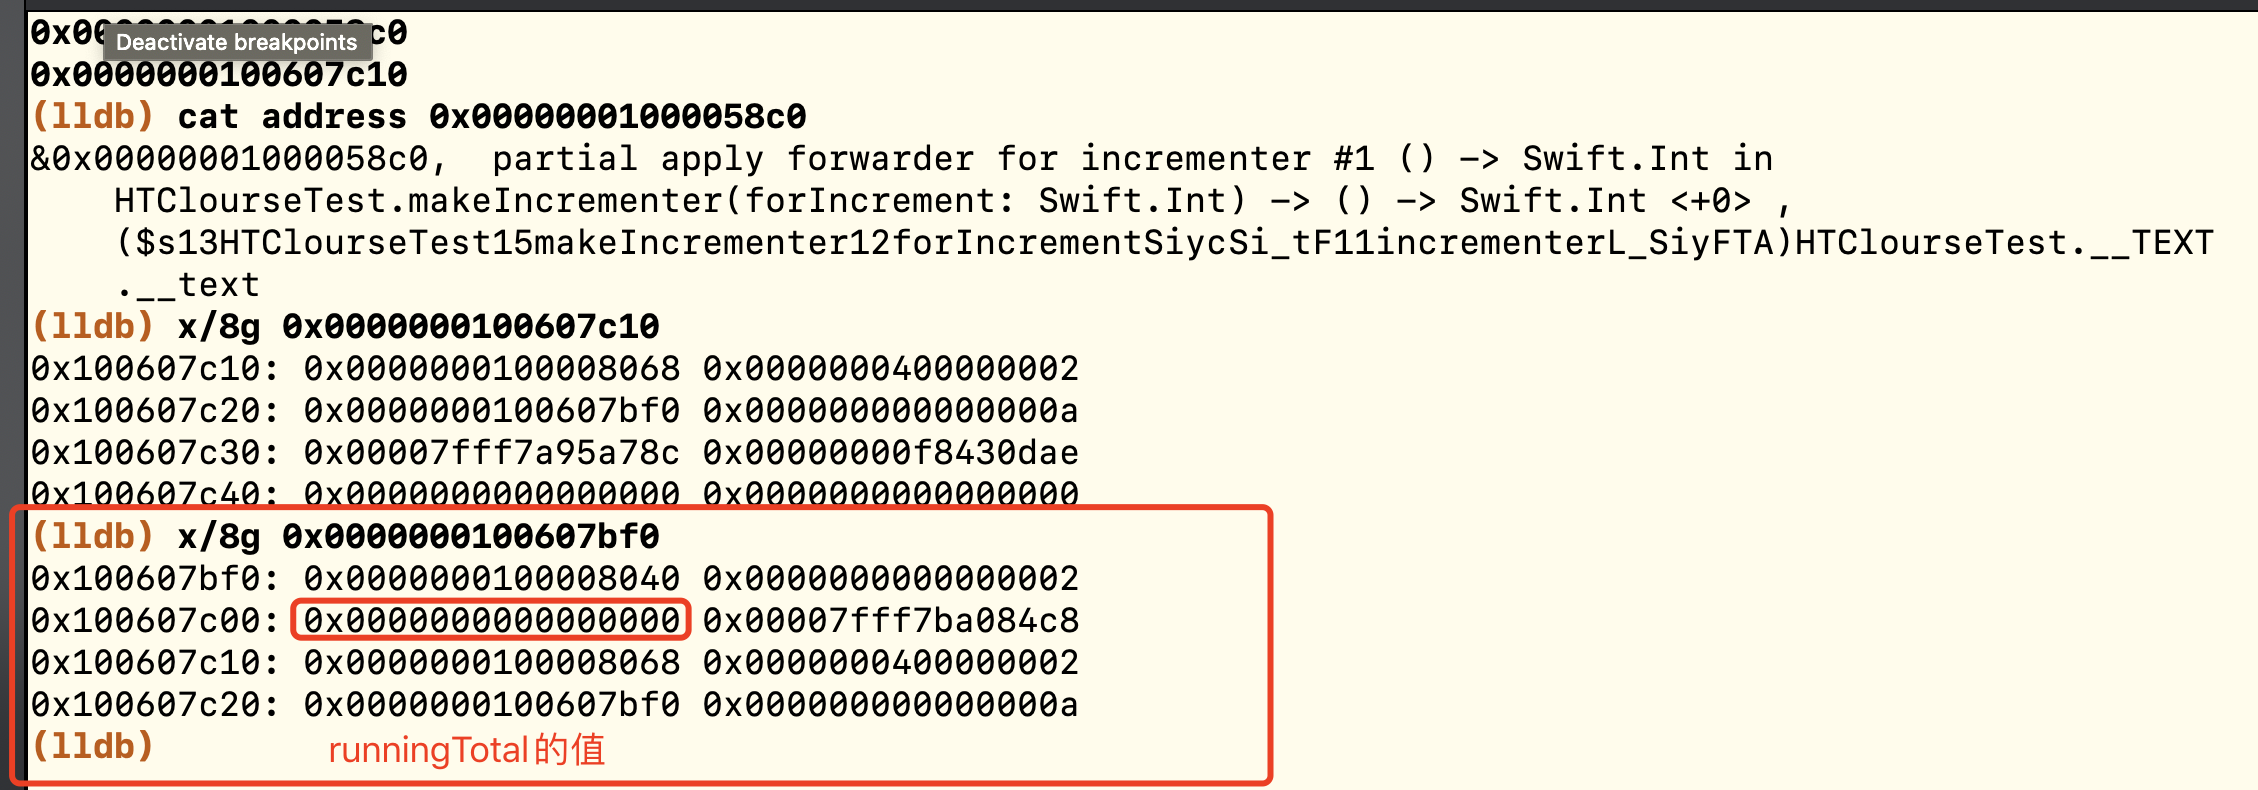 0x00
c0
Deactivate breakpoints
0x0000000100607c10
(lldb) cat address 0x00000001000058c0
&0x00000001000058c0,  partial apply forwarder for incrementer #1 () -> Swift.Int in
HTClourseTest.makeIncrementer(forIncrement: Swift.Int) -> () -> Swift.Int <+0> ,
($s13HTClourseTest15makeIncrementer12forIncrementSiycSi_tF11incrementerL_SiyFTA)HTClourseTest.__TEXT
.__text
(lldb) x/8g 0x0000000100607c10
0x100607c10: 0x0000000100008068 0x0000000400000002
0x100607c20: 0x0000000100607bf0 0x000000000000000a
0x100607c30: 0x00007fff7a95a78c 0x00000000f8430dae
0x100607c40: 0x0000000000000000 0x0000000000000000
(lldb) x/8g 0x0000000100607bf0
0x100607bf0: 0x0000000100008040 0x0000000000000002
0x100607c00: 0x0000000000000000 0x00007fff7ba084c8
0x100607c10: 0x0000000100008068 0x0000000400000002
0x100607c20: 0x0000000100607bf0 0x000000000000000a
(lldb)
runningTotal的值